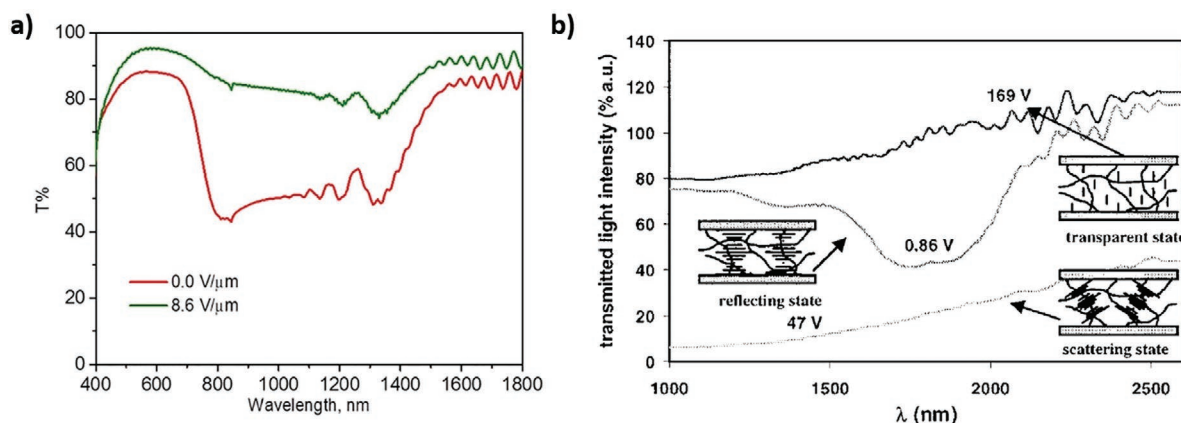 a)
100
80
60
40
20
0
T%
0.0 V/µm
8.6 V/µm
400 600 800 1000 1200 1400 1600 1800
Wavelength, nm
b)
140
120
100
80
60
40
20
0
transmitted light intensity (% a.u.)
169 V
transparent state
0.86 V
reflecting state
47 V
scattering state
1000 1500 2000 2500
λ (nm)